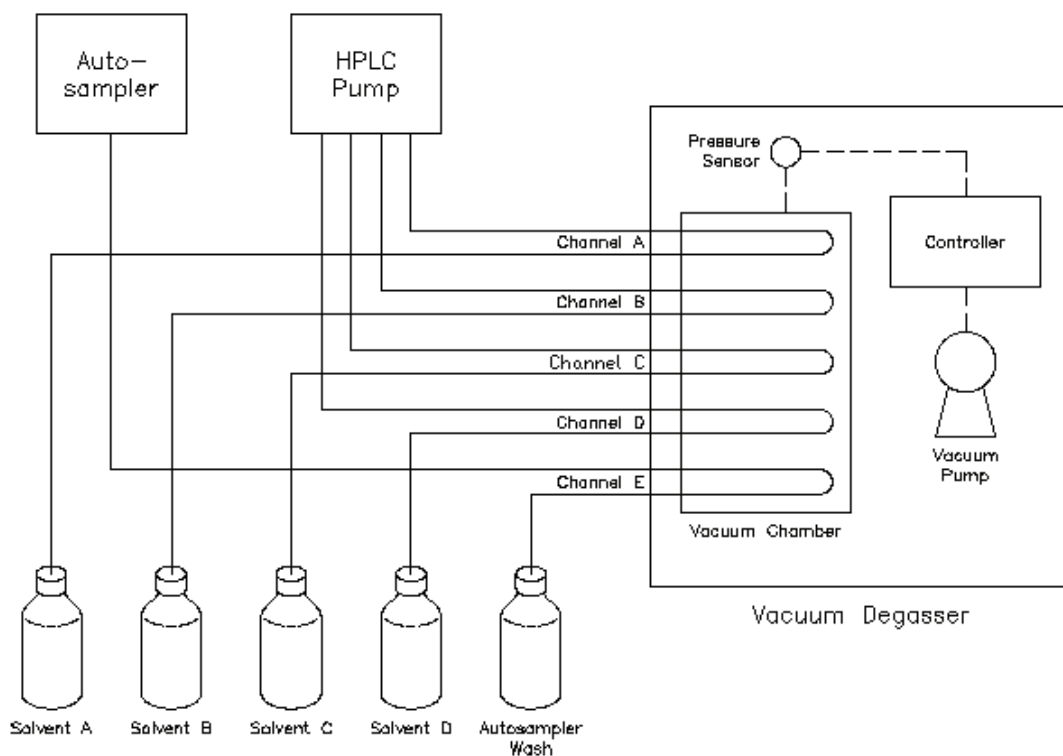 Auto-
sampler
HPLC
Pump
Pressure
Sensor
Channel A
Controller
Channel B
Channel C
Channel D
Vacuum
Pump
Channel E
Vacuum Chamber
Vacuum Degasser
Solvent A
Solvent B
Solvent C
Solvent D
Autosampler
Wash